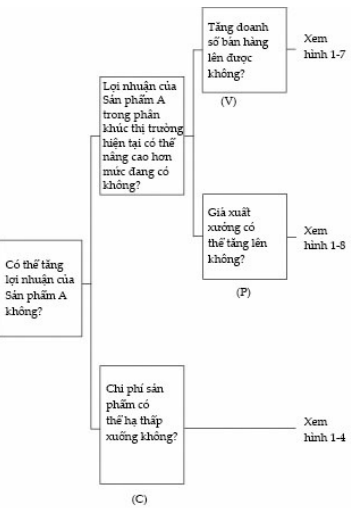 Tăng doanh
số bán hàng
lên được
không?
(V)
Xem
hình 1-7
Lợi nhuận của
Sản phẩm A
trong phân
khúc thị trường
hiện tại có thể
nâng cao hơn
mức đang có
không?
Giá xuất
xưởng có
thể tăng lên
không?
(P)
Xem
hình 1-8
Có thể tăng
lợi nhuận của
Sản phẩm A
không?
Chi phí sản
phẩm có
thể hạ thấp
xuống không?
(C)
Xem
hình 1-4